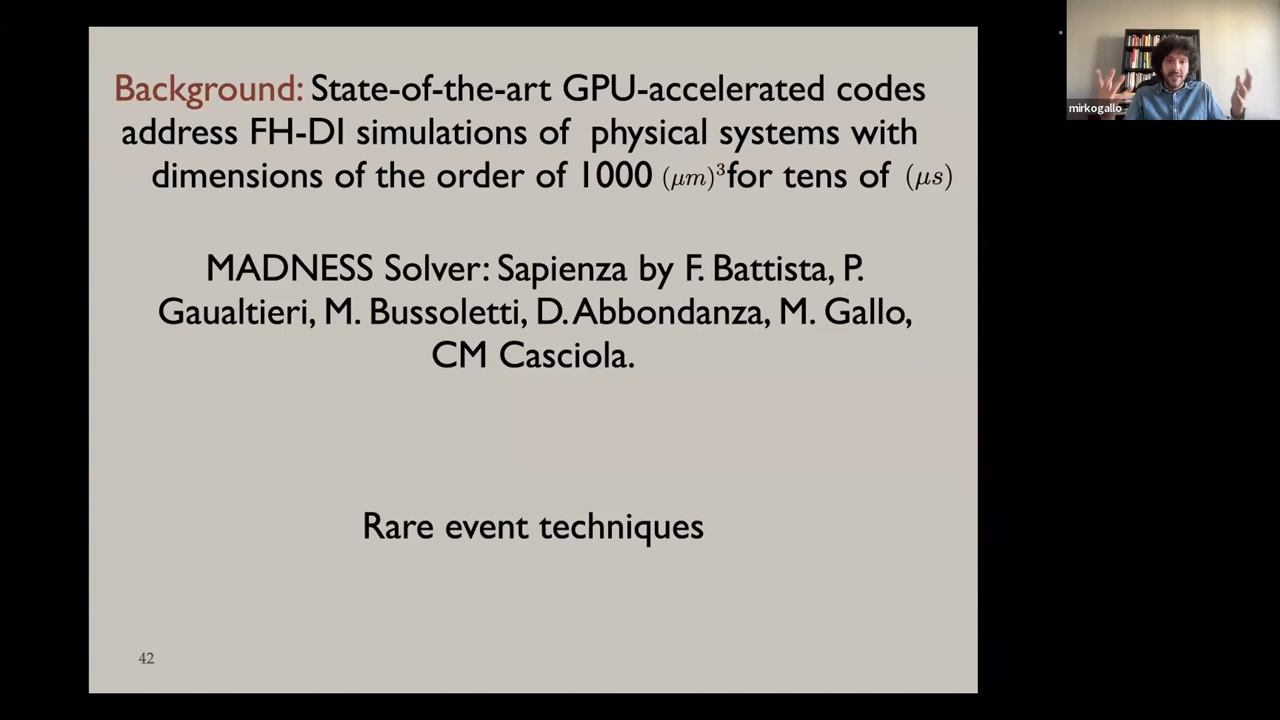 Background: State-of-the-art GPU-accelerated codes
address FH-DI simulations of physical systems with
dimensions of the order of 1000 (μm)³ for tens of (μs)
MADNESS Solver: Sapienza by F. Battista, P.
Gaualtieri, M. Bussoletti, D. Abbondanza, M. Gallo,
CM Casciola.
Rare event techniques
42
mirkogallo